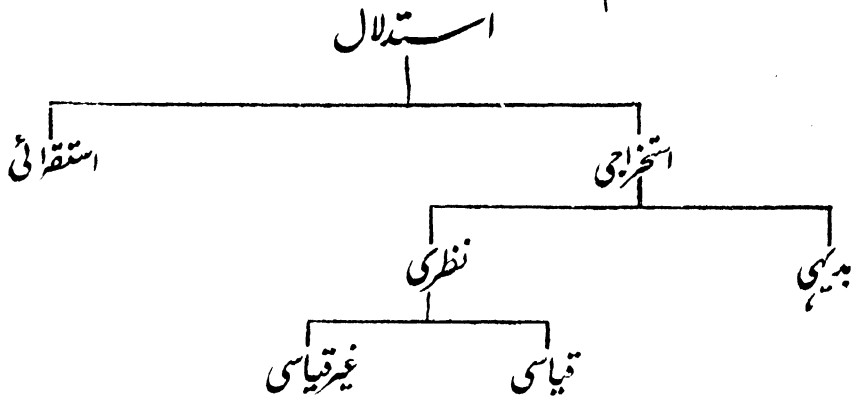 استدلال
استخراجی استقرائی
بدیہی نظری
قیاسی غیرقیاسی